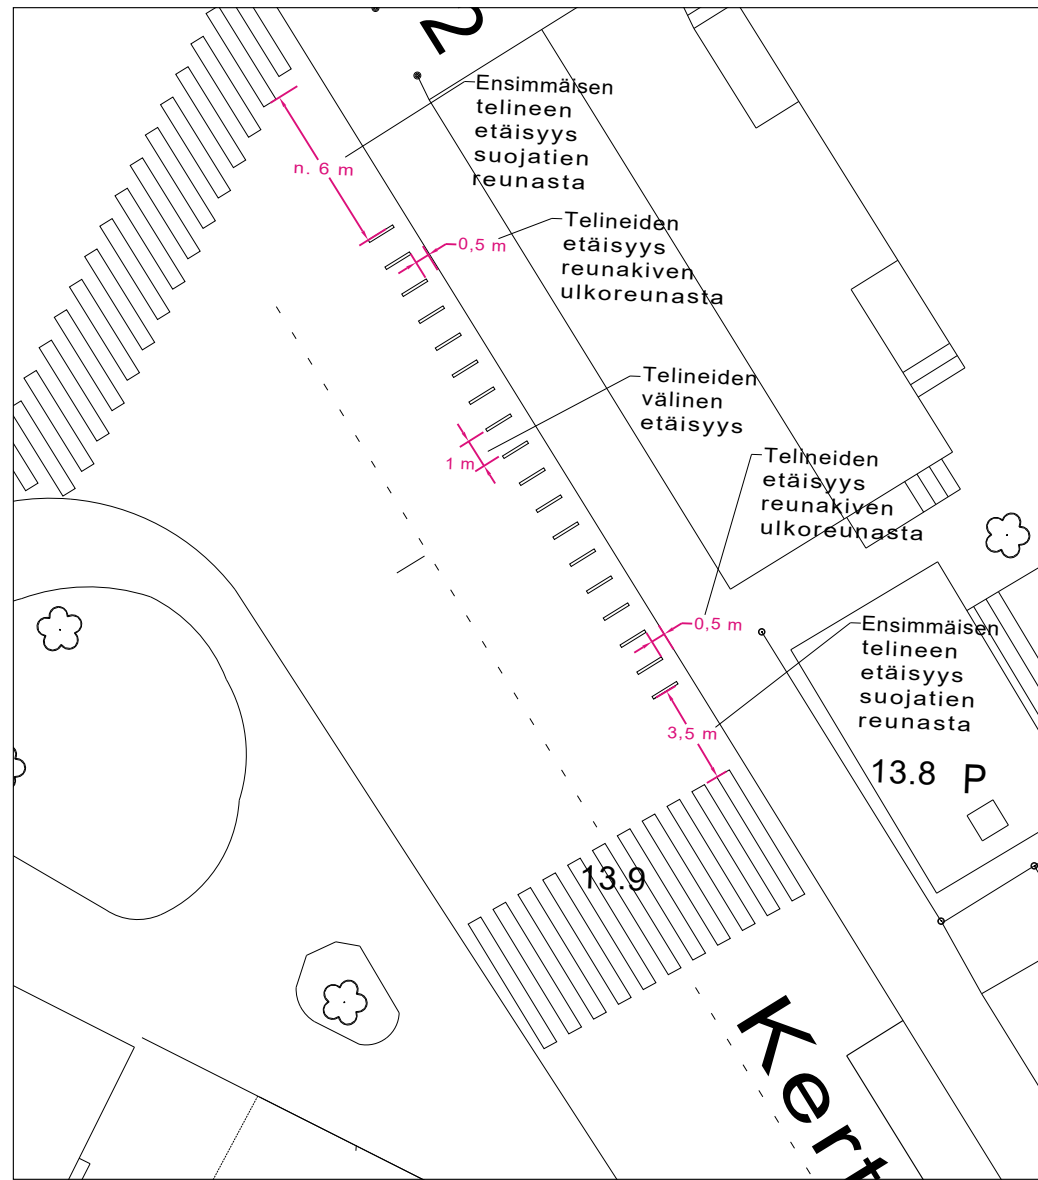 2
Ensimmäisen
telineen
etäisyys
suojatien
reunasta
n. 6 m
Telineiden
etäisyys
reunakiven
ulkoreunasta
0,5 m
Telineiden
välinen
etäisyys
1 m
Telineiden
etäisyys
reunakiven
ulkoreunasta
0,5 m
Ensimmäisen
telineen
etäisyys
suojatien
reunasta
3,5 m
13.8 P
13.9
Kert